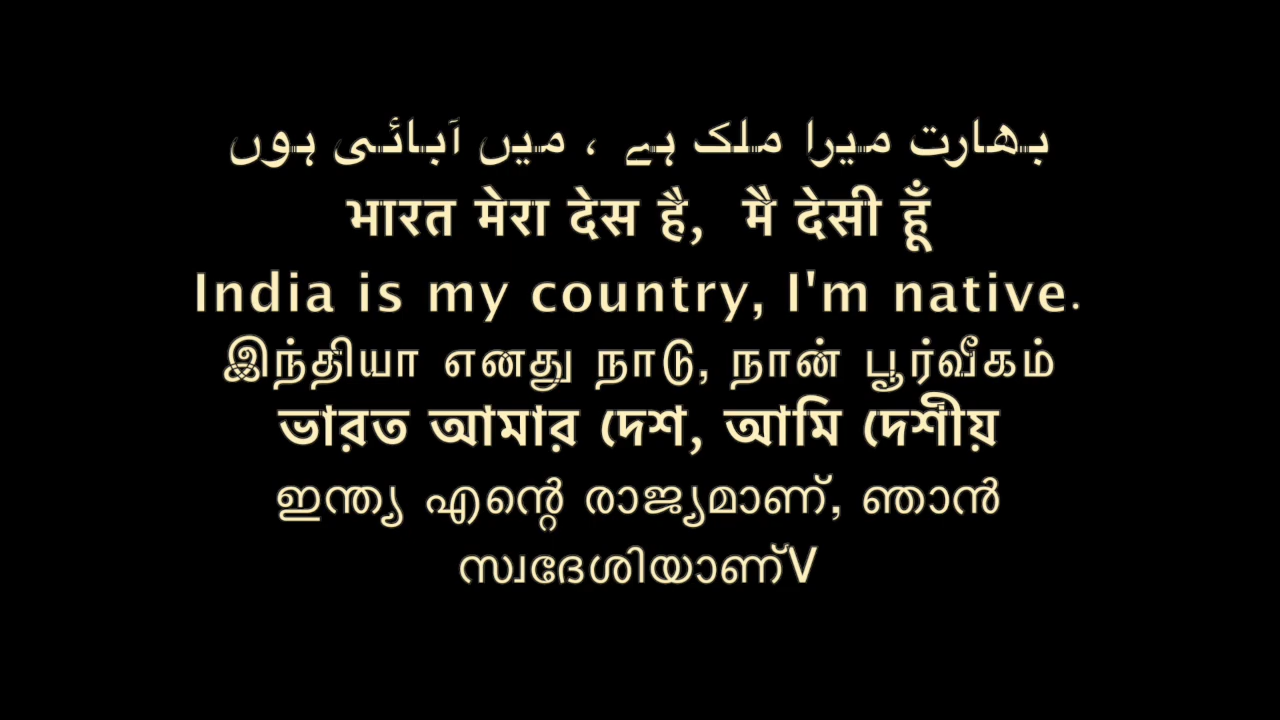 بھارت میرا ملک ہے ، میں آبائی ہوں
भारत मेरा देस है, मै देसी हूँ
India is my country, I'm native.
இந்தியா எனது நாடு, நான் பூர்வீகம்
ভারত আমার দেশ, আমি দেশীয়
ഇന്ത്യ എന്റെ രാജ്യമാണ്, ഞാൻ
സ്വദേശിയാണ്V